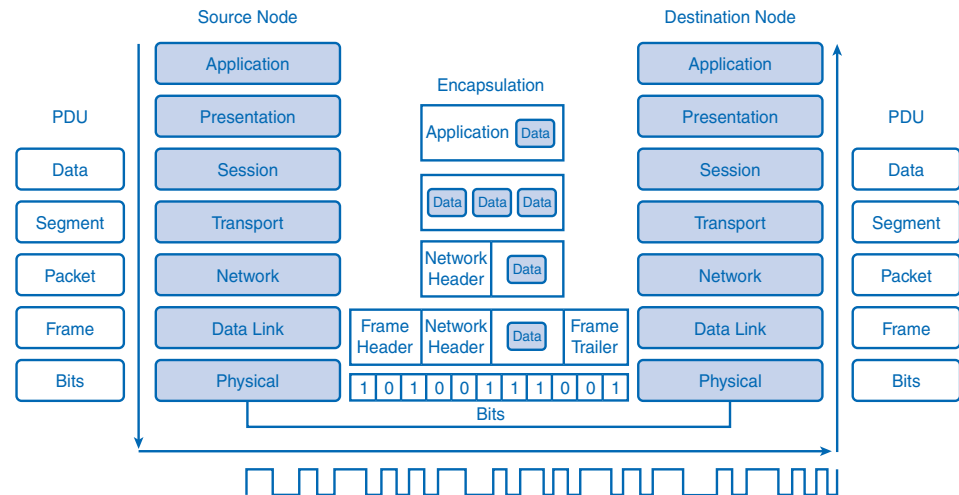 Source Node
Destination Node
Application
Application
Encapsulation
PDU
Presentation
Application Data
Presentation
PDU
Data
Session
Session
Data
Data Data Data
Segment
Transport
Transport
Segment
Network
Header
Data
Packet
Network
Network
Packet
Frame
Data Link
Frame
Header
Network
Header
Data
Frame
Trailer
Data Link
Frame
Bits
Physical
1 0 1 0 0 1 1 1 0 0 1
Physical
Bits
Bits